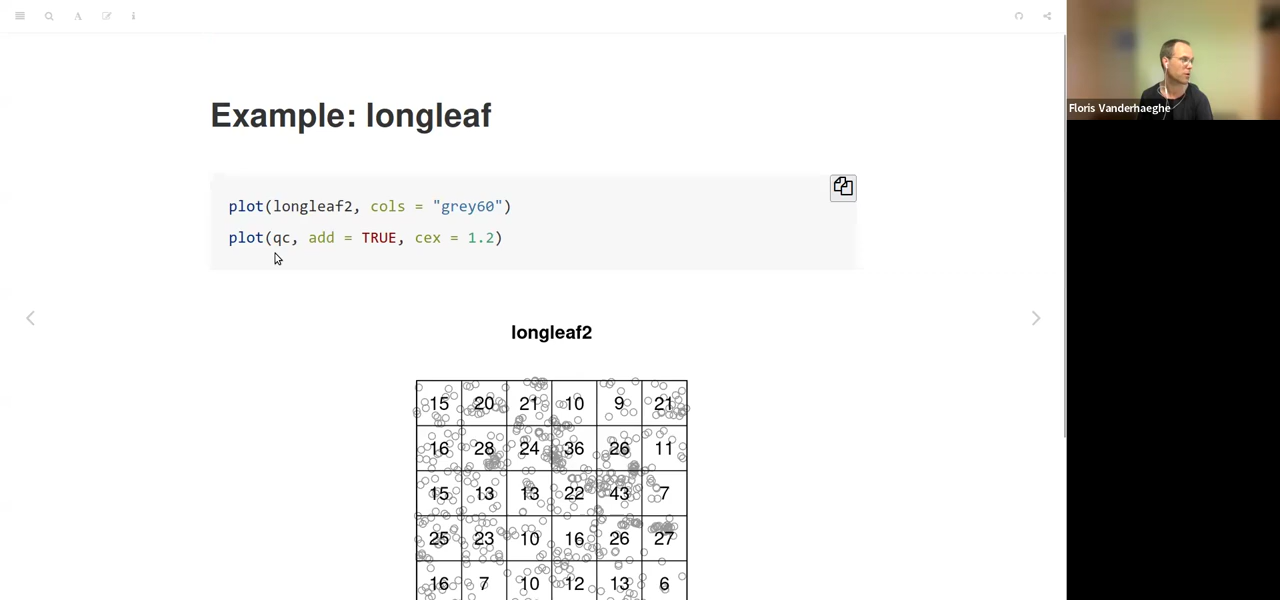 Floris Vanderhaeghe
Example: longleaf
plot(longleaf2, cols = "grey60")
plot(qc, add = TRUE, cex = 1.2)
longleaf2
15 20 21 10 9 21
16 28 24 36 26 11
15 13 13 22 43 7
25 23 10 16 26 27
16 7 10 12 13 6